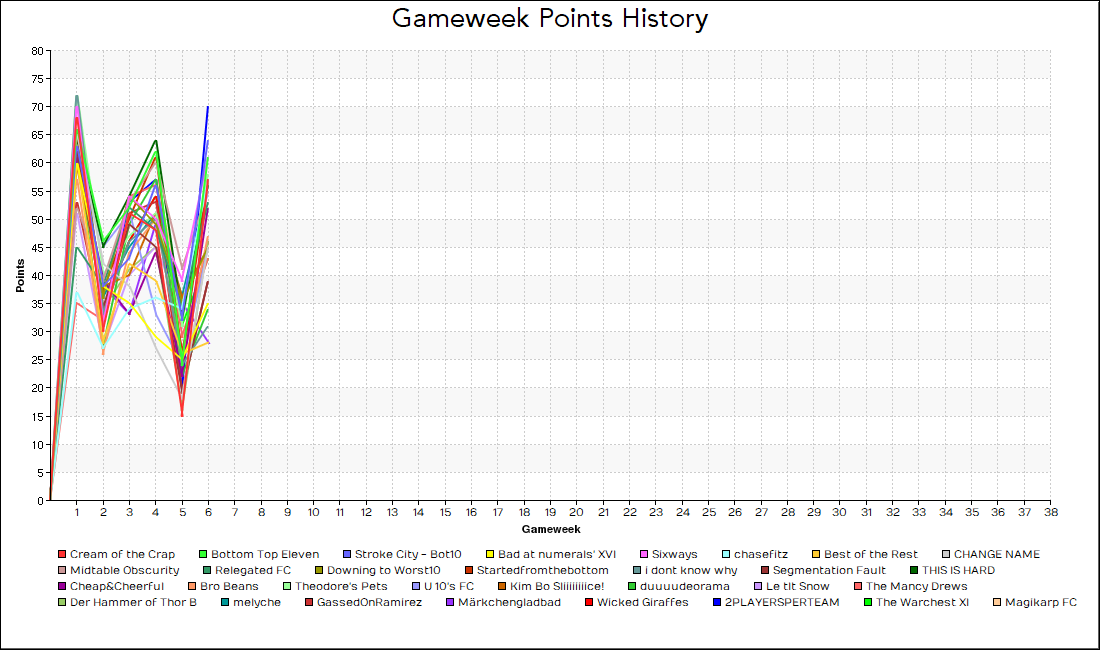 Gameweek Points History
80
75
70
65
60
55
50
45
40
35
30
25
20
15
10
5
0
Points
1 2 3 4 5 6 7 8 9 10 11 12 13 14 15 16 17 18 19 20 21 22 23 24 25 26 27 28 29 30 31 32 33 34 35 36 37 38
Gameweek
Cream of the Crap Bottom Top Eleven Stroke City - Bot10 Bad at numerals' XVI Sixways chasefitz Best of the Rest CHANGE NAME
Midtable Obscurity Relegated FC Downing to Worst10 Startedfromthebottom i dont know why Segmentation Fault THIS IS HARD
Cheap&Cheerful Bro Beans Theodore's Pets U 10's FC Kim Bo Sliiiiiiiice! duuuudeorama Le tlt Snow The Mancy Drews
Der Hammer of Thor B melyche GassedOnRamirez Märkchengladbad Wicked Giraffes 2PLAYERSPERTEAM The Warchest XI Magikarp FC